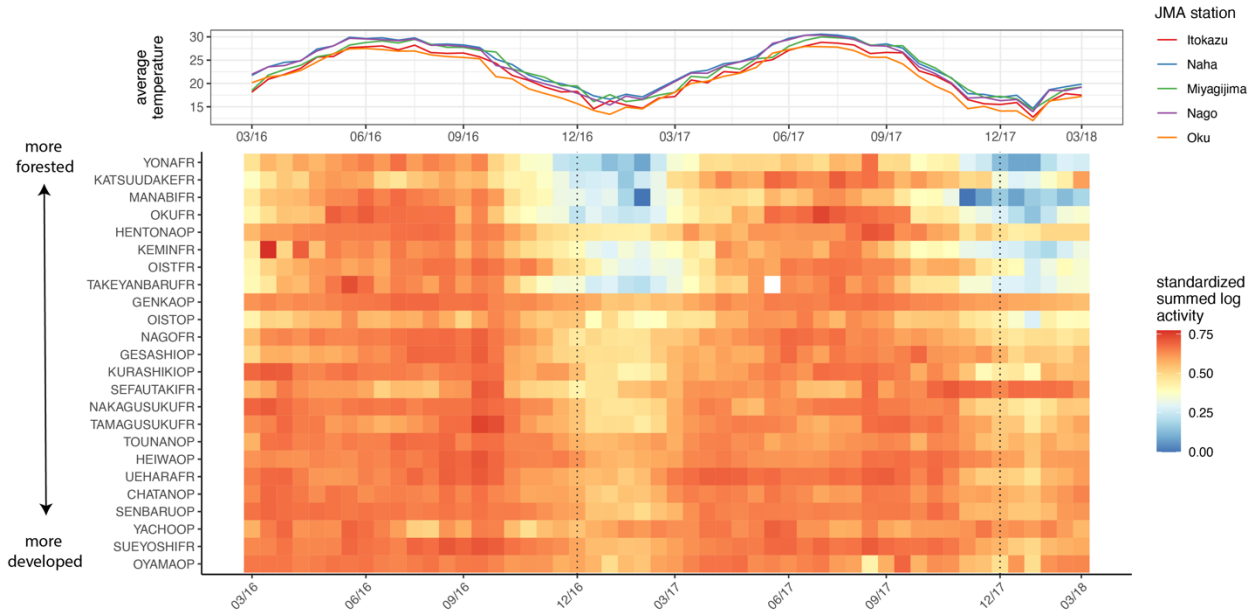 JMA station
Itokazu
Naha
Miyagijima
Nago
Oku
average
temperature
30
25
20
15
03/16
06/16
09/16
12/16
03/17
06/17
09/17
12/17
03/18
more
forested
more
developed
YONAFR
KATSUUDAKEFR
MANABIFR
OKUFR
HENTONAOP
KEMINFR
OISTFR
TAKEYANBARUFR
GENKAOP
OISTOP
NAGOFR
GESASHIOP
KURASHIKIOP
SEFAUTAKIFR
NAKAGUSUKUFR
TAMAGUSUKUFR
TOUNANOP
HEIWAOP
UEHARAFR
CHATANOP
SENBARUOP
YACHOOP
SUEYOSHIFR
OYAMAOP
03/16
06/16
09/16
12/16
03/17
06/17
09/17
12/17
03/18
standardized
summed log
activity
0.75
0.50
0.25
0.00